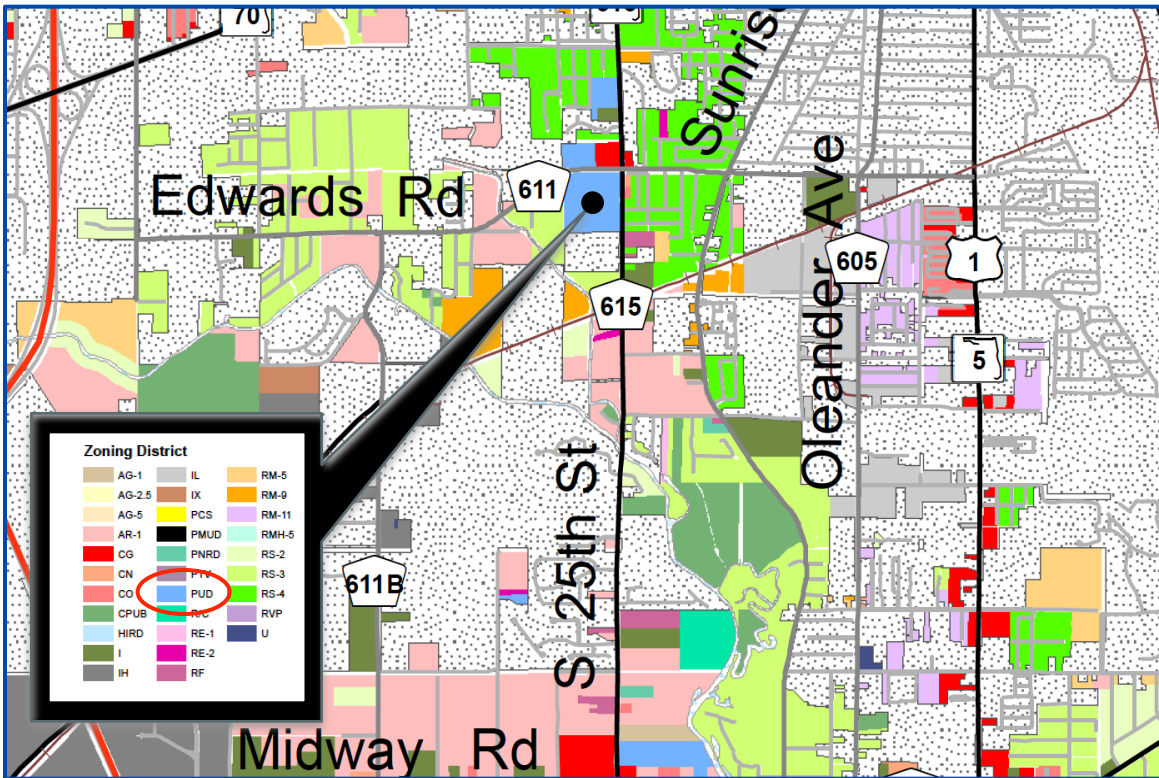 70
Sunrise
Edwards Rd
611
Oleander Ave
605
1
615
5
S 25th St
611B
Midway Rd
Zoning District
AG-1
AG-2.5
AG-5
AR-1
CG
CN
CO
CPUB
HIRD
I
IH
IL
IX
PCS
PMUD
PNRD
PTV
PUD
R/C
RE-1
RE-2
RF
RM-5
RM-9
RM-11
RMH-5
RS-2
RS-3
RS-4
RVP
U